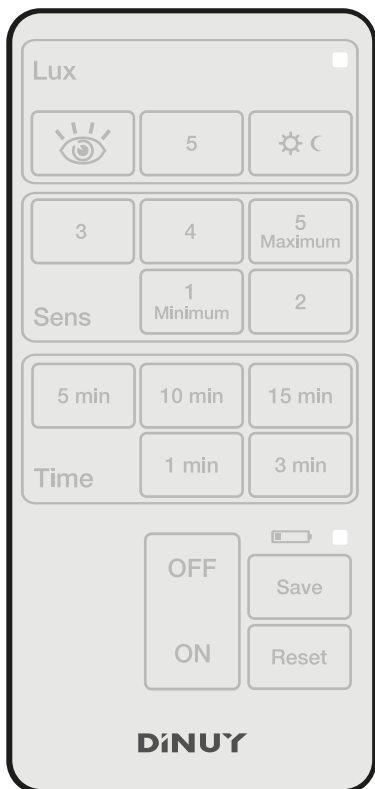 Lux
5
3
4
5
Maximum
Sens
1
Minimum
2
5 min
10 min
15 min
Time
1 min
3 min
OFF
Save
ON
Reset
DiNUY